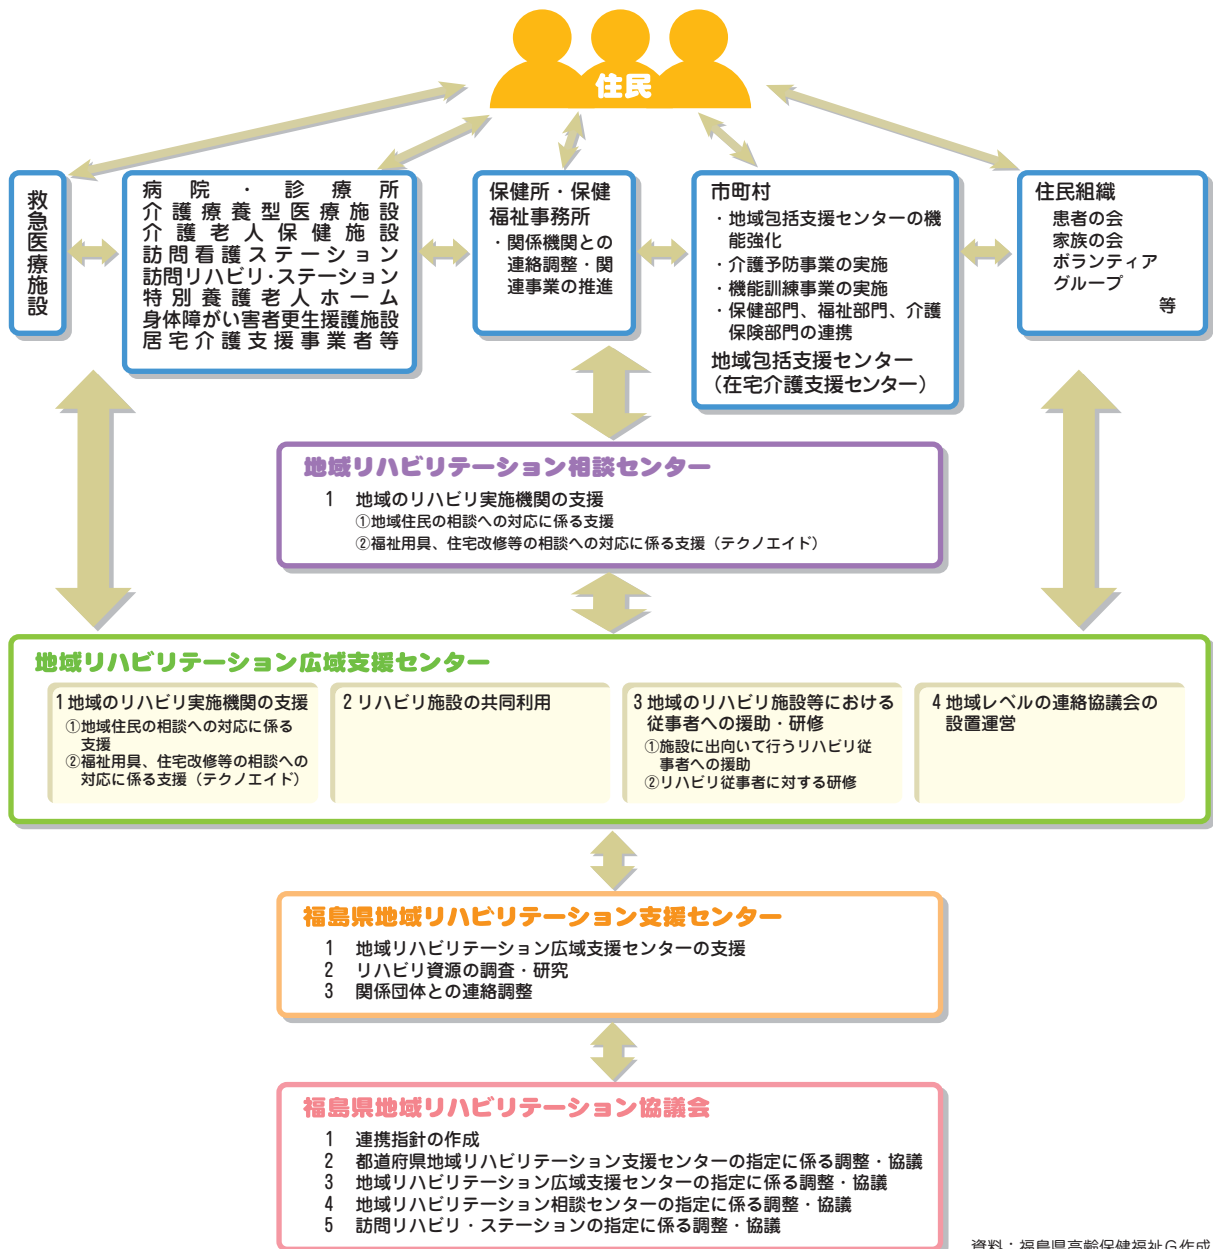 住民
救急医療施設
病院・診療所
介護療養型医療施設
介護老人保健施設
訪問看護ステーション
訪問リハビリ・ステーション
特別養護老人ホーム
身体障がい害者更生援護施設
居宅介護支援事業者等
保健所・保健
福祉事務所
・関係機関との
連絡調整・関
連事業の推進
市町村
・地域包括支援センターの機
能強化
・介護予防事業の実施
・機能訓練事業の実施
・保健部門、福祉部門、介護
保険部門の連携
地域包括支援センター
（在宅介護支援センター）
住民組織
患者の会
家族の会
ボランティア
グループ
等
地域リハビリテーション相談センター
1 地域のリハビリ実施機関の支援
①地域住民の相談への対応に係る支援
②福祉用具、住宅改修等の相談への対応に係る支援（テクノエイド）
地域リハビリテーション広域支援センター
1 地域のリハビリ実施機関の支援
①地域住民の相談への対応に係る
支援
②福祉用具、住宅改修等の相談への
対応に係る支援（テクノエイド）
2 リハビリ施設の共同利用
3 地域のリハビリ施設等における
従事者への援助・研修
①施設に出向いて行うリハビリ従
事者への援助
②リハビリ従事者に対する研修
4 地域レベルの連絡協議会の
設置運営
福島県地域リハビリテーション支援センター
1 地域リハビリテーション広域支援センターの支援
2 リハビリ資源の調査・研究
3 関係団体との連絡調整
福島県地域リハビリテーション協議会
1 連携指針の作成
2 都道府県地域リハビリテーション支援センターの指定に係る調整・協議
3 地域リハビリテーション広域支援センターの指定に係る調整・協議
4 地域リハビリテーション相談センターの指定に係る調整・協議
5 訪問リハビリ・ステーションの指定に係る調整・協議
資料：福島県高齢保健福祉G作成